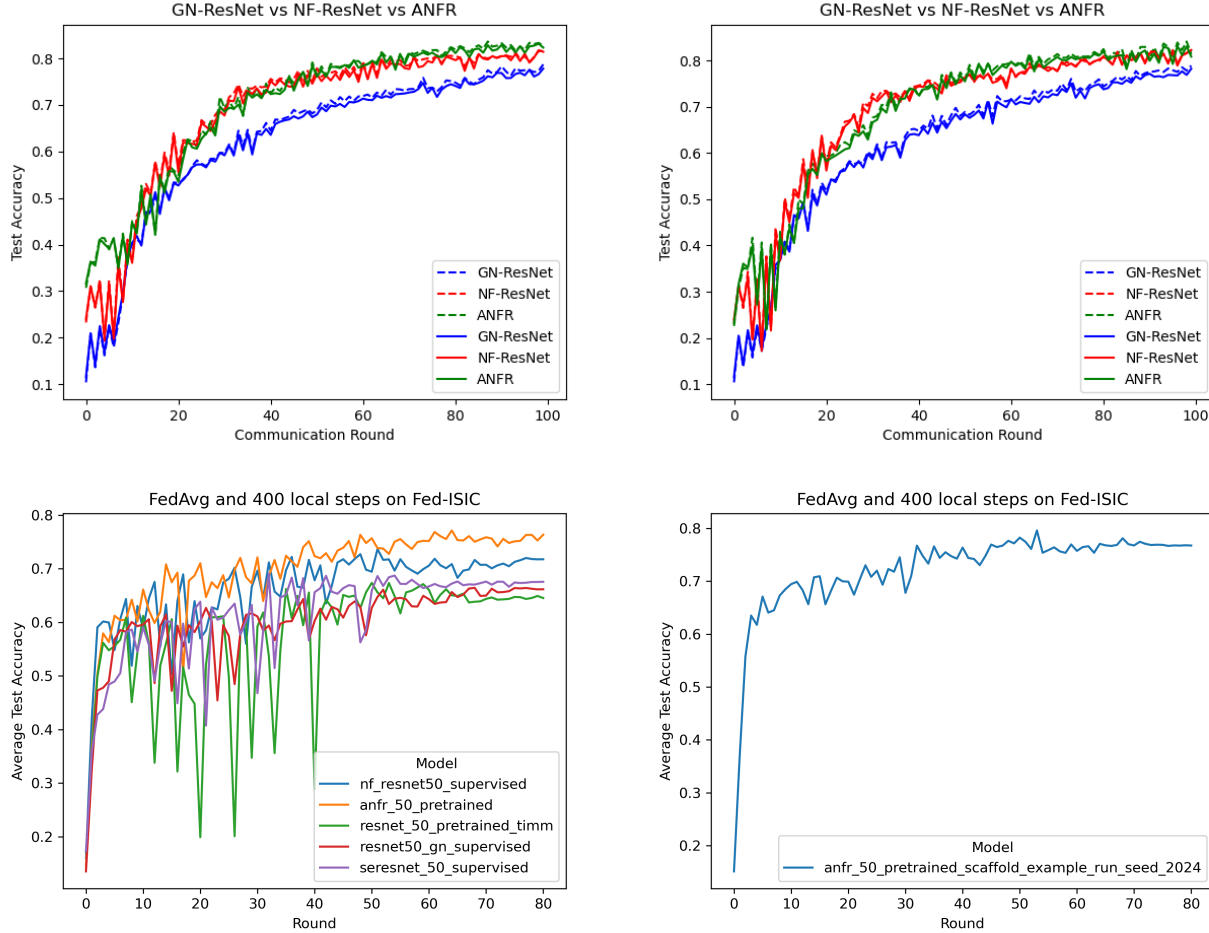 GN-ResNet vs NF-ResNet vs ANFR
Test Accuracy
0.8
0.7
0.6
0.5
0.4
0.3
0.2
0.1
0
20
40
60
80
100
Communication Round
GN-ResNet
NF-ResNet
ANFR
GN-ResNet
NF-ResNet
ANFR
GN-ResNet vs NF-ResNet vs ANFR
Test Accuracy
0.8
0.7
0.6
0.5
0.4
0.3
0.2
0.1
0
20
40
60
80
100
Communication Round
GN-ResNet
NF-ResNet
ANFR
GN-ResNet
NF-ResNet
ANFR
FedAvg and 400 local steps on Fed-ISIC
Average Test Accuracy
0.8
0.7
0.6
0.5
0.4
0.3
0.2
0
10
20
30
40
50
60
70
80
Round
Model
nf_resnet50_supervised
anfr_50_pretrained
resnet_50_pretrained_timm
resnet50_gn_supervised
seresnet_50_supervised
FedAvg and 400 local steps on Fed-ISIC
Average Test Accuracy
0.8
0.7
0.6
0.5
0.4
0.3
0.2
0
10
20
30
40
50
60
70
80
Round
Model
anfr_50_pretrained_scaffold_example_run_seed_2024